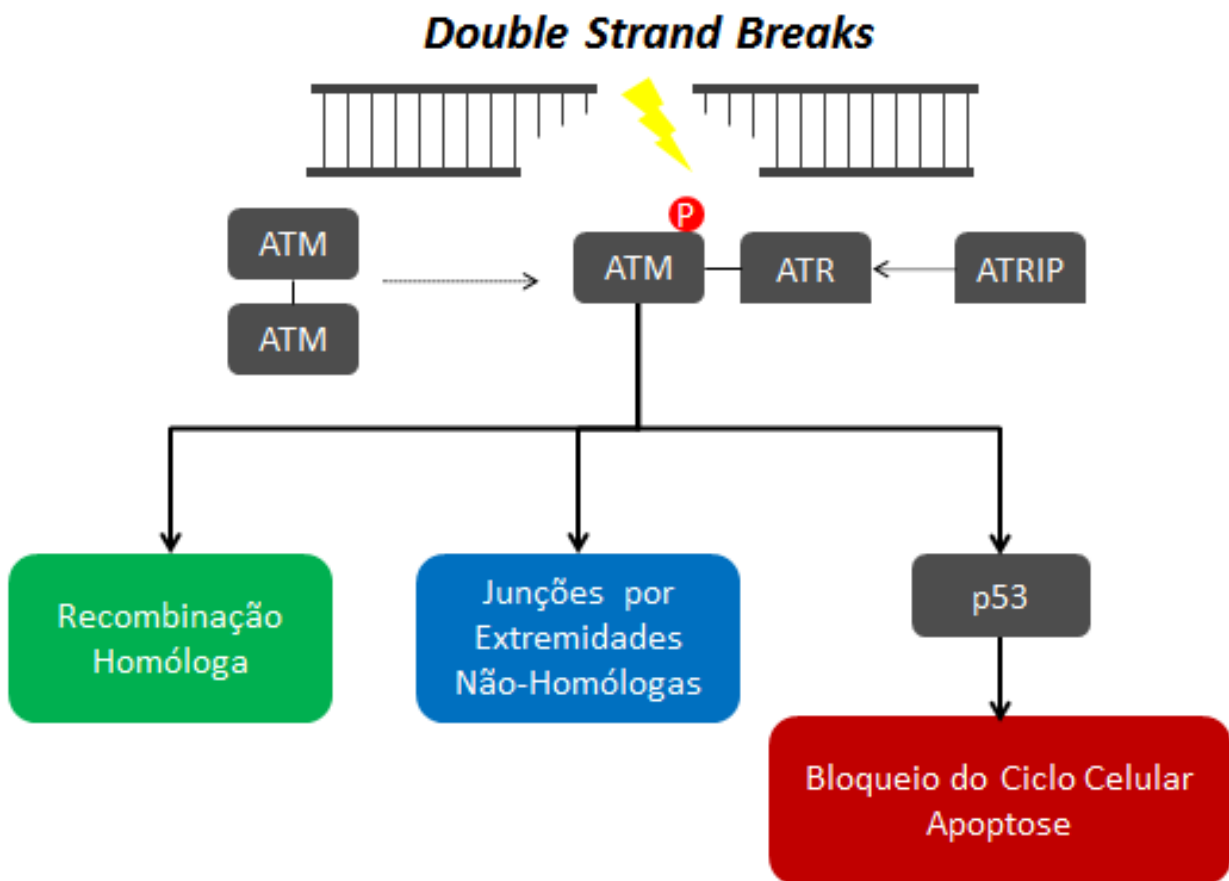 Double Strand Breaks
P
ATM
ATM
ATR
ATRIP
ATM
Recombinação
Homóloga
Junções por
Extremidades
Não-Homólogas
p53
Bloqueio do Ciclo Celular
Apoptose